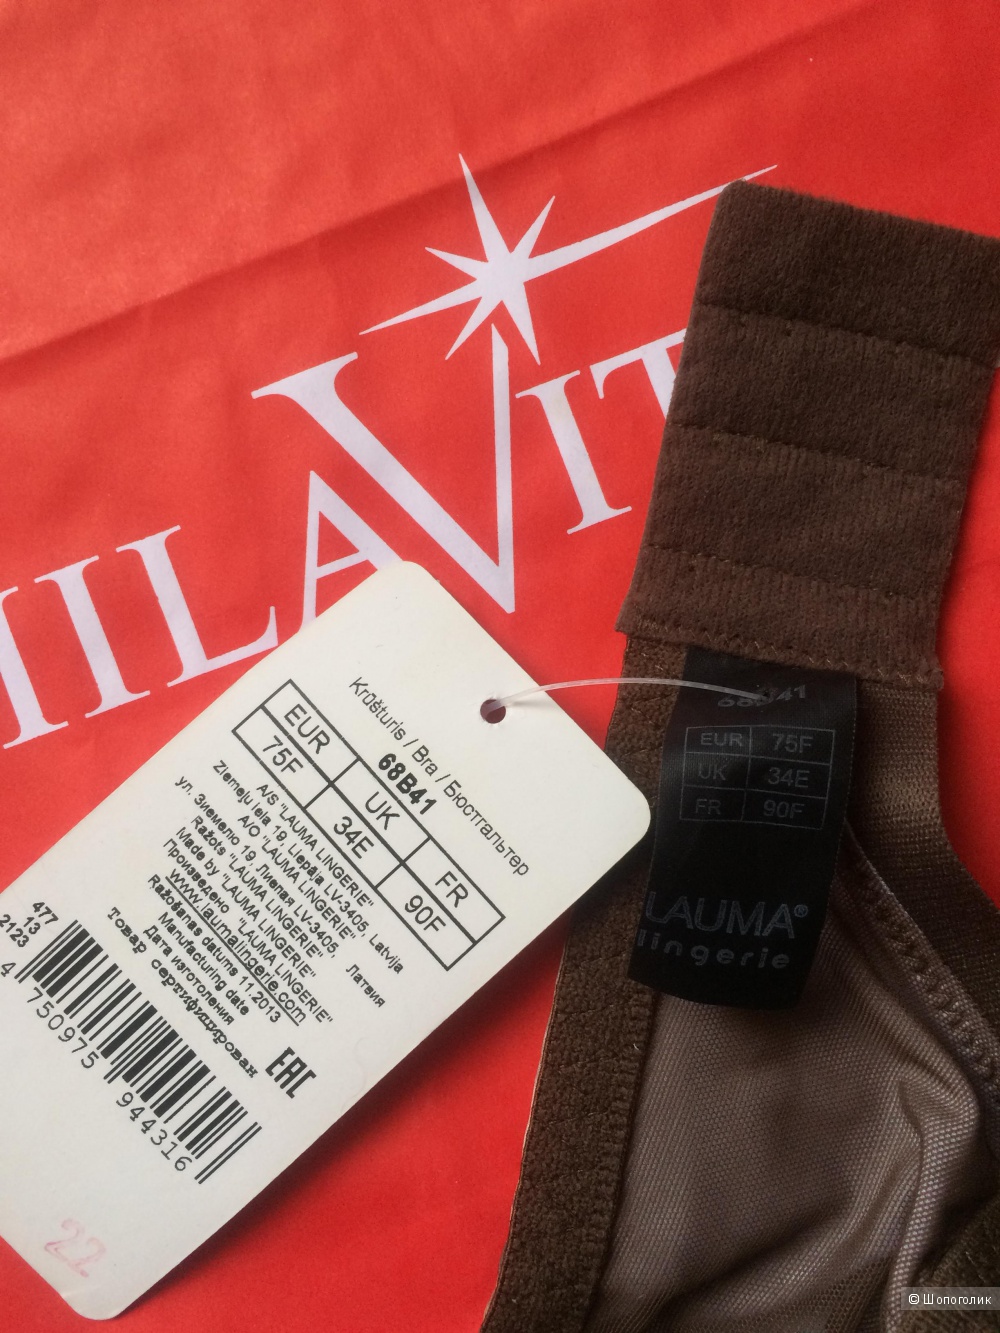 MILAVIT
Krūšturis / Bra / Бюстгальтер
68B41
EUR UK FR
75F 34E 90F
A/S "LAUMA LINGERIE"
Ziemeļu iela 19, Liepāja LV-3405, Latvija
A/O "LAUMA LINGERIE"
ул. Зиемелю 19, Лиепая LV-3405, Латвия
Ražots "LAUMA LINGERIE"
Made by "LAUMA LINGERIE"
Произведено "LAUMA LINGERIE"
www.laumalingerie.com
Ražošanas datums 11.2013
Manufacturing date
Дата изготовления
Товар сертифицирован
EAC
477
13
2123
4 750975 944316
22
68B41
EUR 75F
UK 34E
FR 90F
LAUMA®
lingerie
© Шопоголик